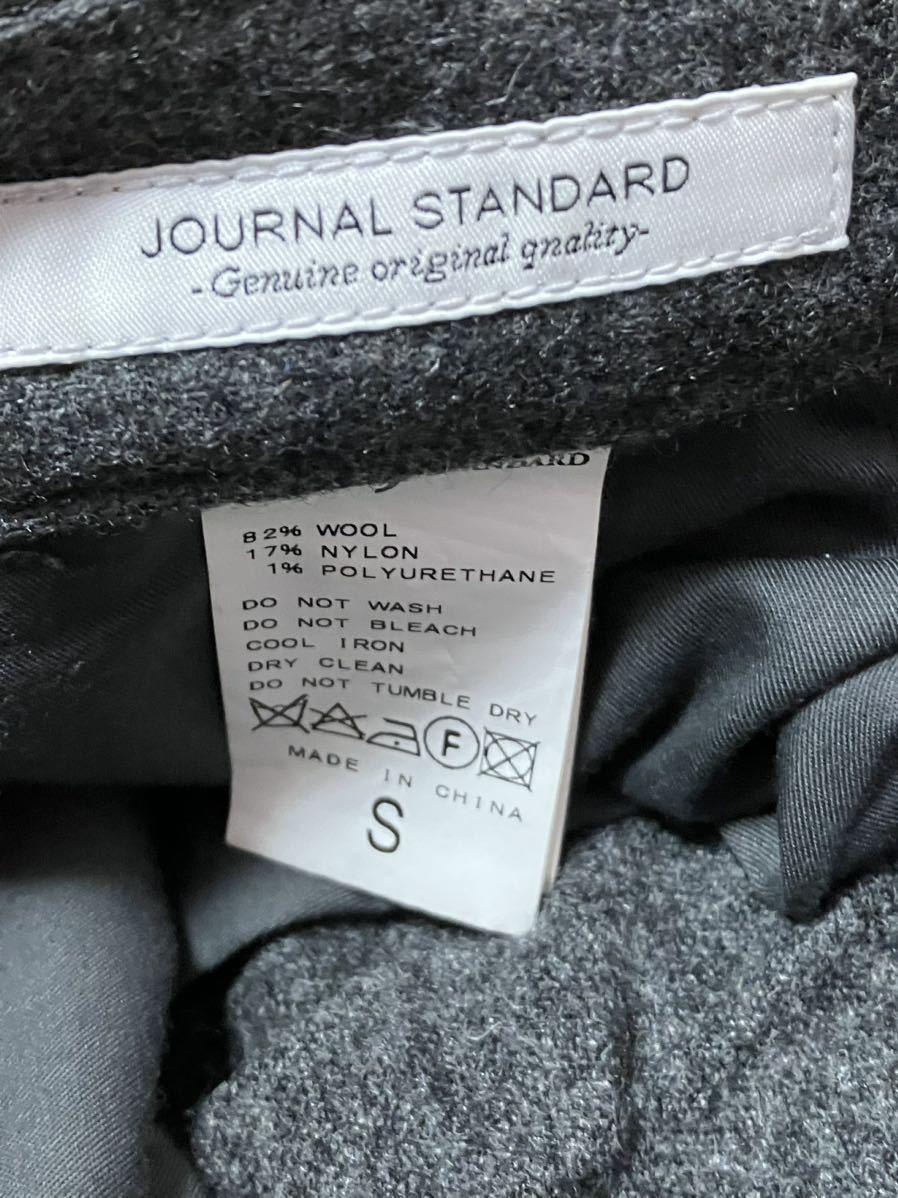 JOURNAL STANDARD
-Genuine original qnality-
82% WOOL
17% NYLON
1% POLYURETHANE
DO NOT WASH
DO NOT BLEACH
COOL IRON
DRY CLEAN
DO NOT TUMBLE DRY
F
MADE IN CHINA
S